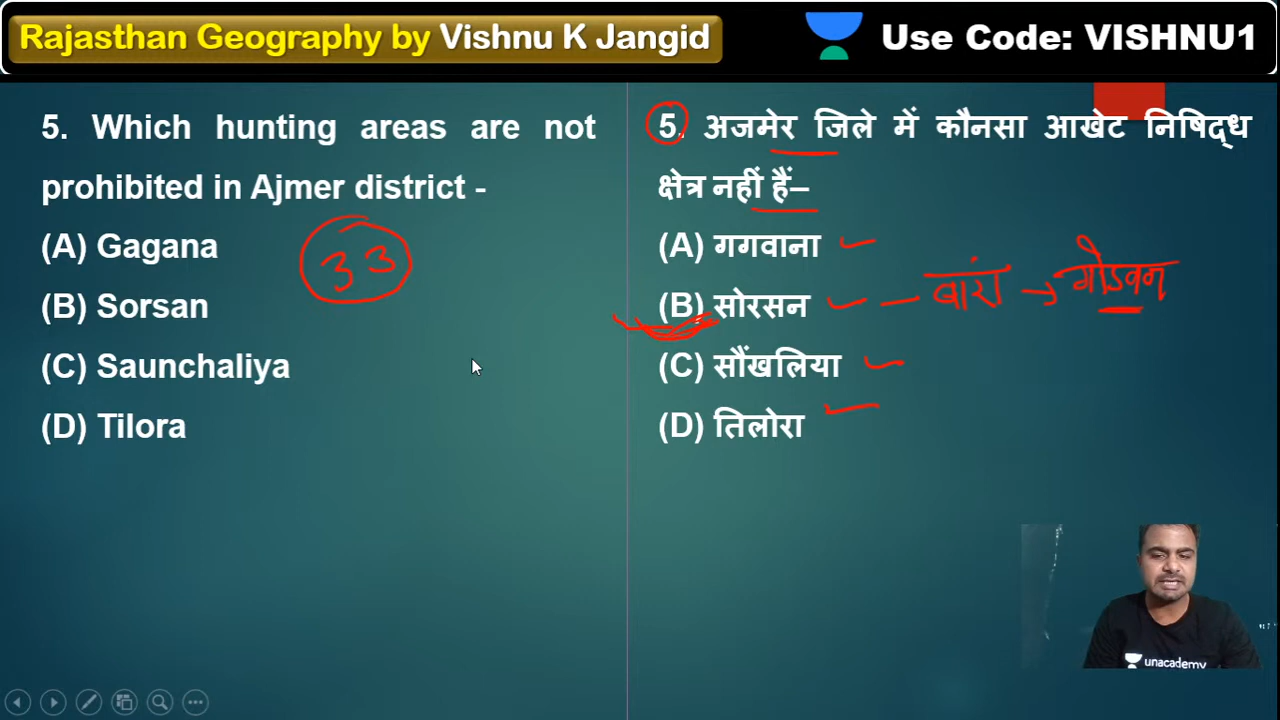 Rajasthan Geography by Vishnu K Jangid
Use Code: VISHNU1
5. Which hunting areas are not
prohibited in Ajmer district -
(A) Gagana
(B) Sorsan
(C) Saunchaliya
(D) Tilora
33
5. अजमेर जिले में कौनसा आखेट निषिद्ध
क्षेत्र नहीं हैं–
(A) गगवाना
(B) सोरसन – बारां → गोडवन
(C) सौंखलिया
(D) तिलोरा
unacademy